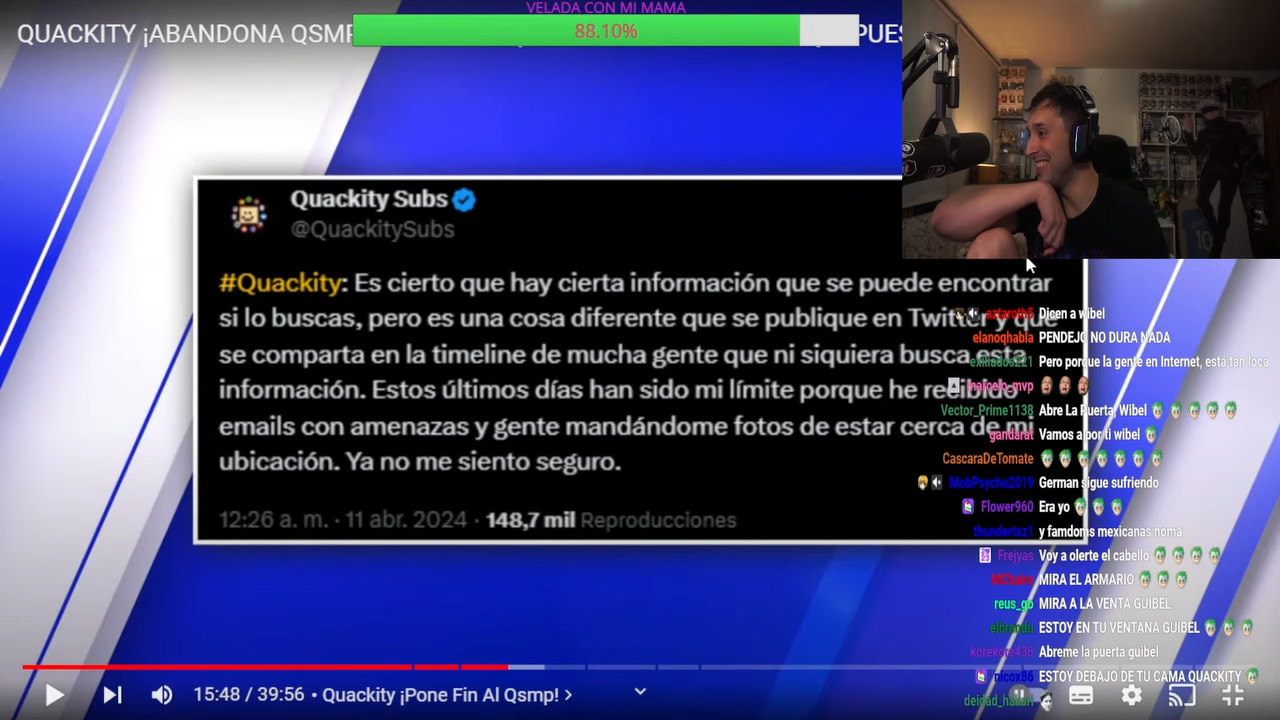 VELADA CON MI MAMA
QUACKITY ¡ABANDONA QSMP
88.10%
Quackity Subs
@QuackitySubs
#Quackity: Es cierto que hay cierta información que se puede encontrar
si lo buscas, pero es una cosa diferente que se publique en Twitter y que
se comparta en la timeline de mucha gente que ni siquiera busca esta
información. Estos últimos días han sido mi límite porque he recibido
emails con amenazas y gente mandándome fotos de estar cerca de mi
ubicación. Ya no me siento seguro.
12:26 a. m. · 11 abr. 2024 · 148,7 mil Reproducciones
Dicen a wibel
elanoqhabla PENDEJO NO DURA NADA
exiliados221 Pero porque la gente en Internet, está tan loca
marcelo_mvp
Vector_Prime1138 Abre La Puerta Wibel
gandarat Vamos a por ti wibel
CascaraDeTomate
MobPsycho2019 German sigue sufriendo
Flower960 Era yo
thundertxz1 y famdoms mexicanas noma
Frejyas Voy a olerte el cabello
MIRA EL ARMARIO
reus_go MIRA A LA VENTA GUIBEL
elbrandu ESTOY EN TU VENTANA GUIBEL
korekore436 Abreme la puerta guibel
nicox86 ESTOY DEBAJO DE TU CAMA QUACKITY
15:48 / 39:56 • Quackity ¡Pone Fin Al Qsmp! >